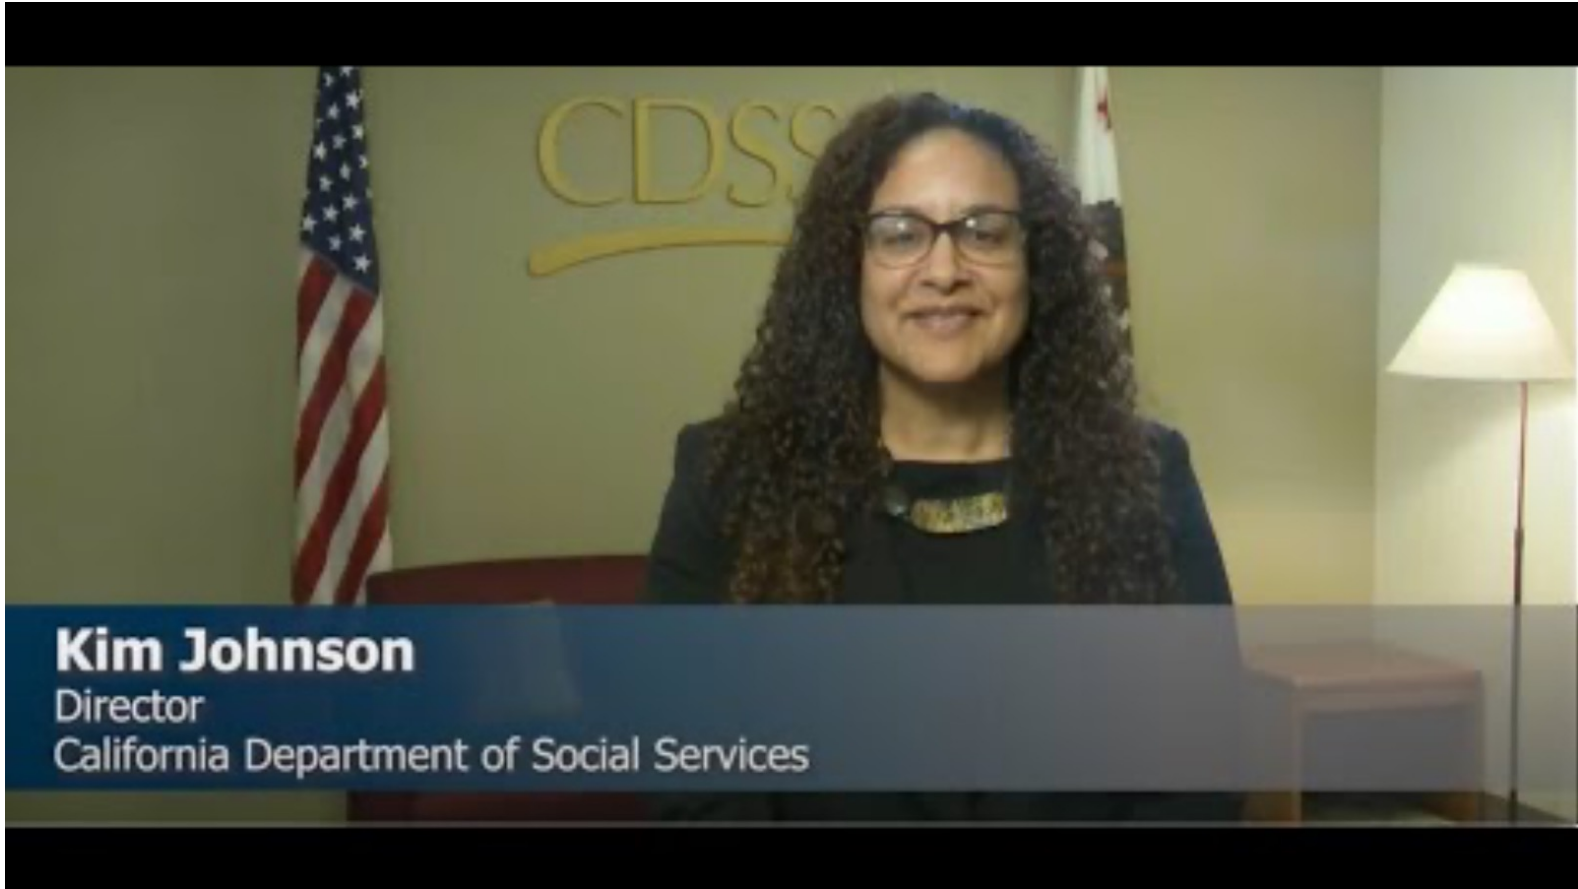 CDSS
Kim Johnson
Director
California Department of Social Services